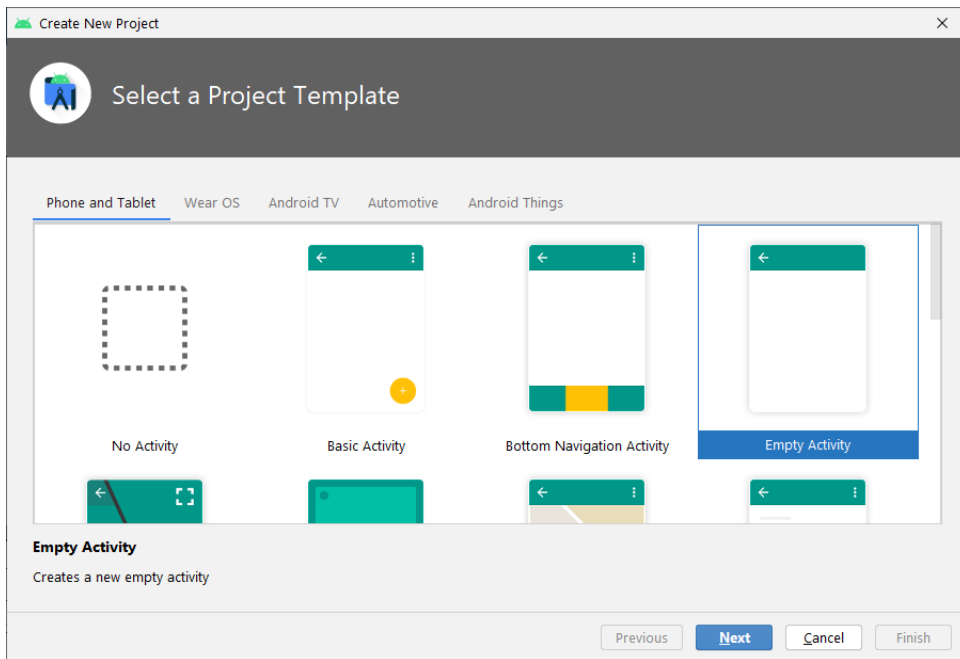 Create New Project
Select a Project Template
Phone and Tablet Wear OS Android TV Automotive Android Things
No Activity Basic Activity Bottom Navigation Activity Empty Activity
Empty Activity
Creates a new empty activity
Previous Next Cancel Finish